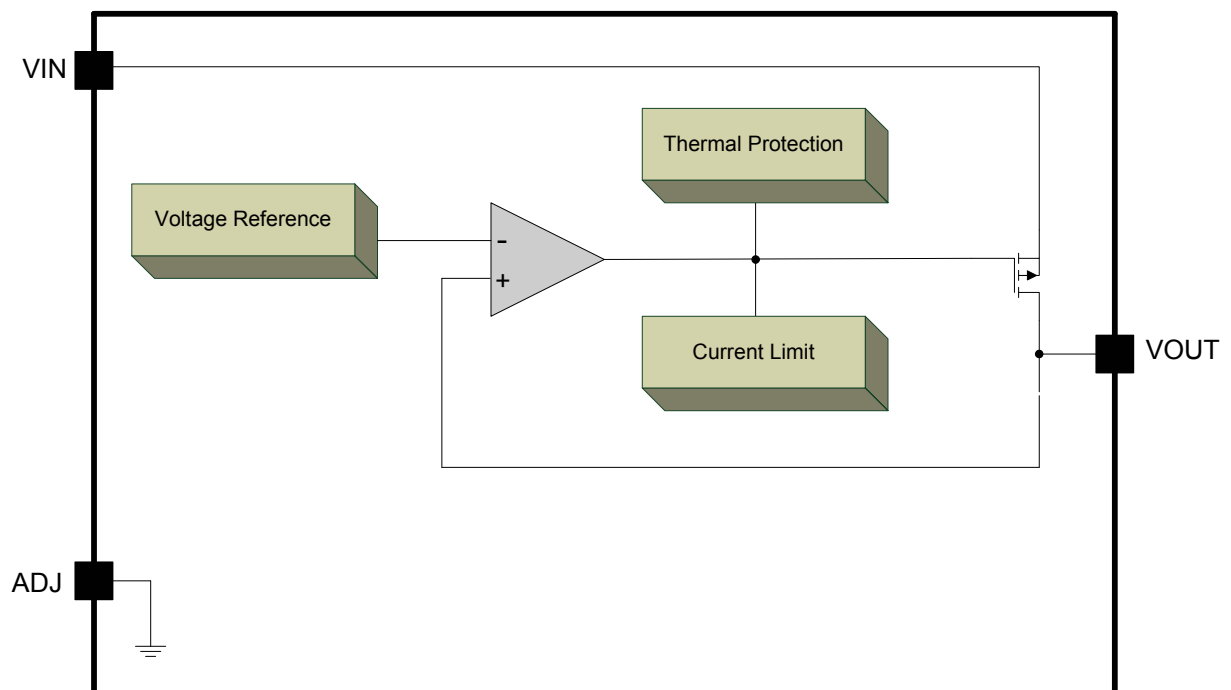 VIN
Thermal Protection
Voltage Reference
-
+
Current Limit
VOUT
ADJ